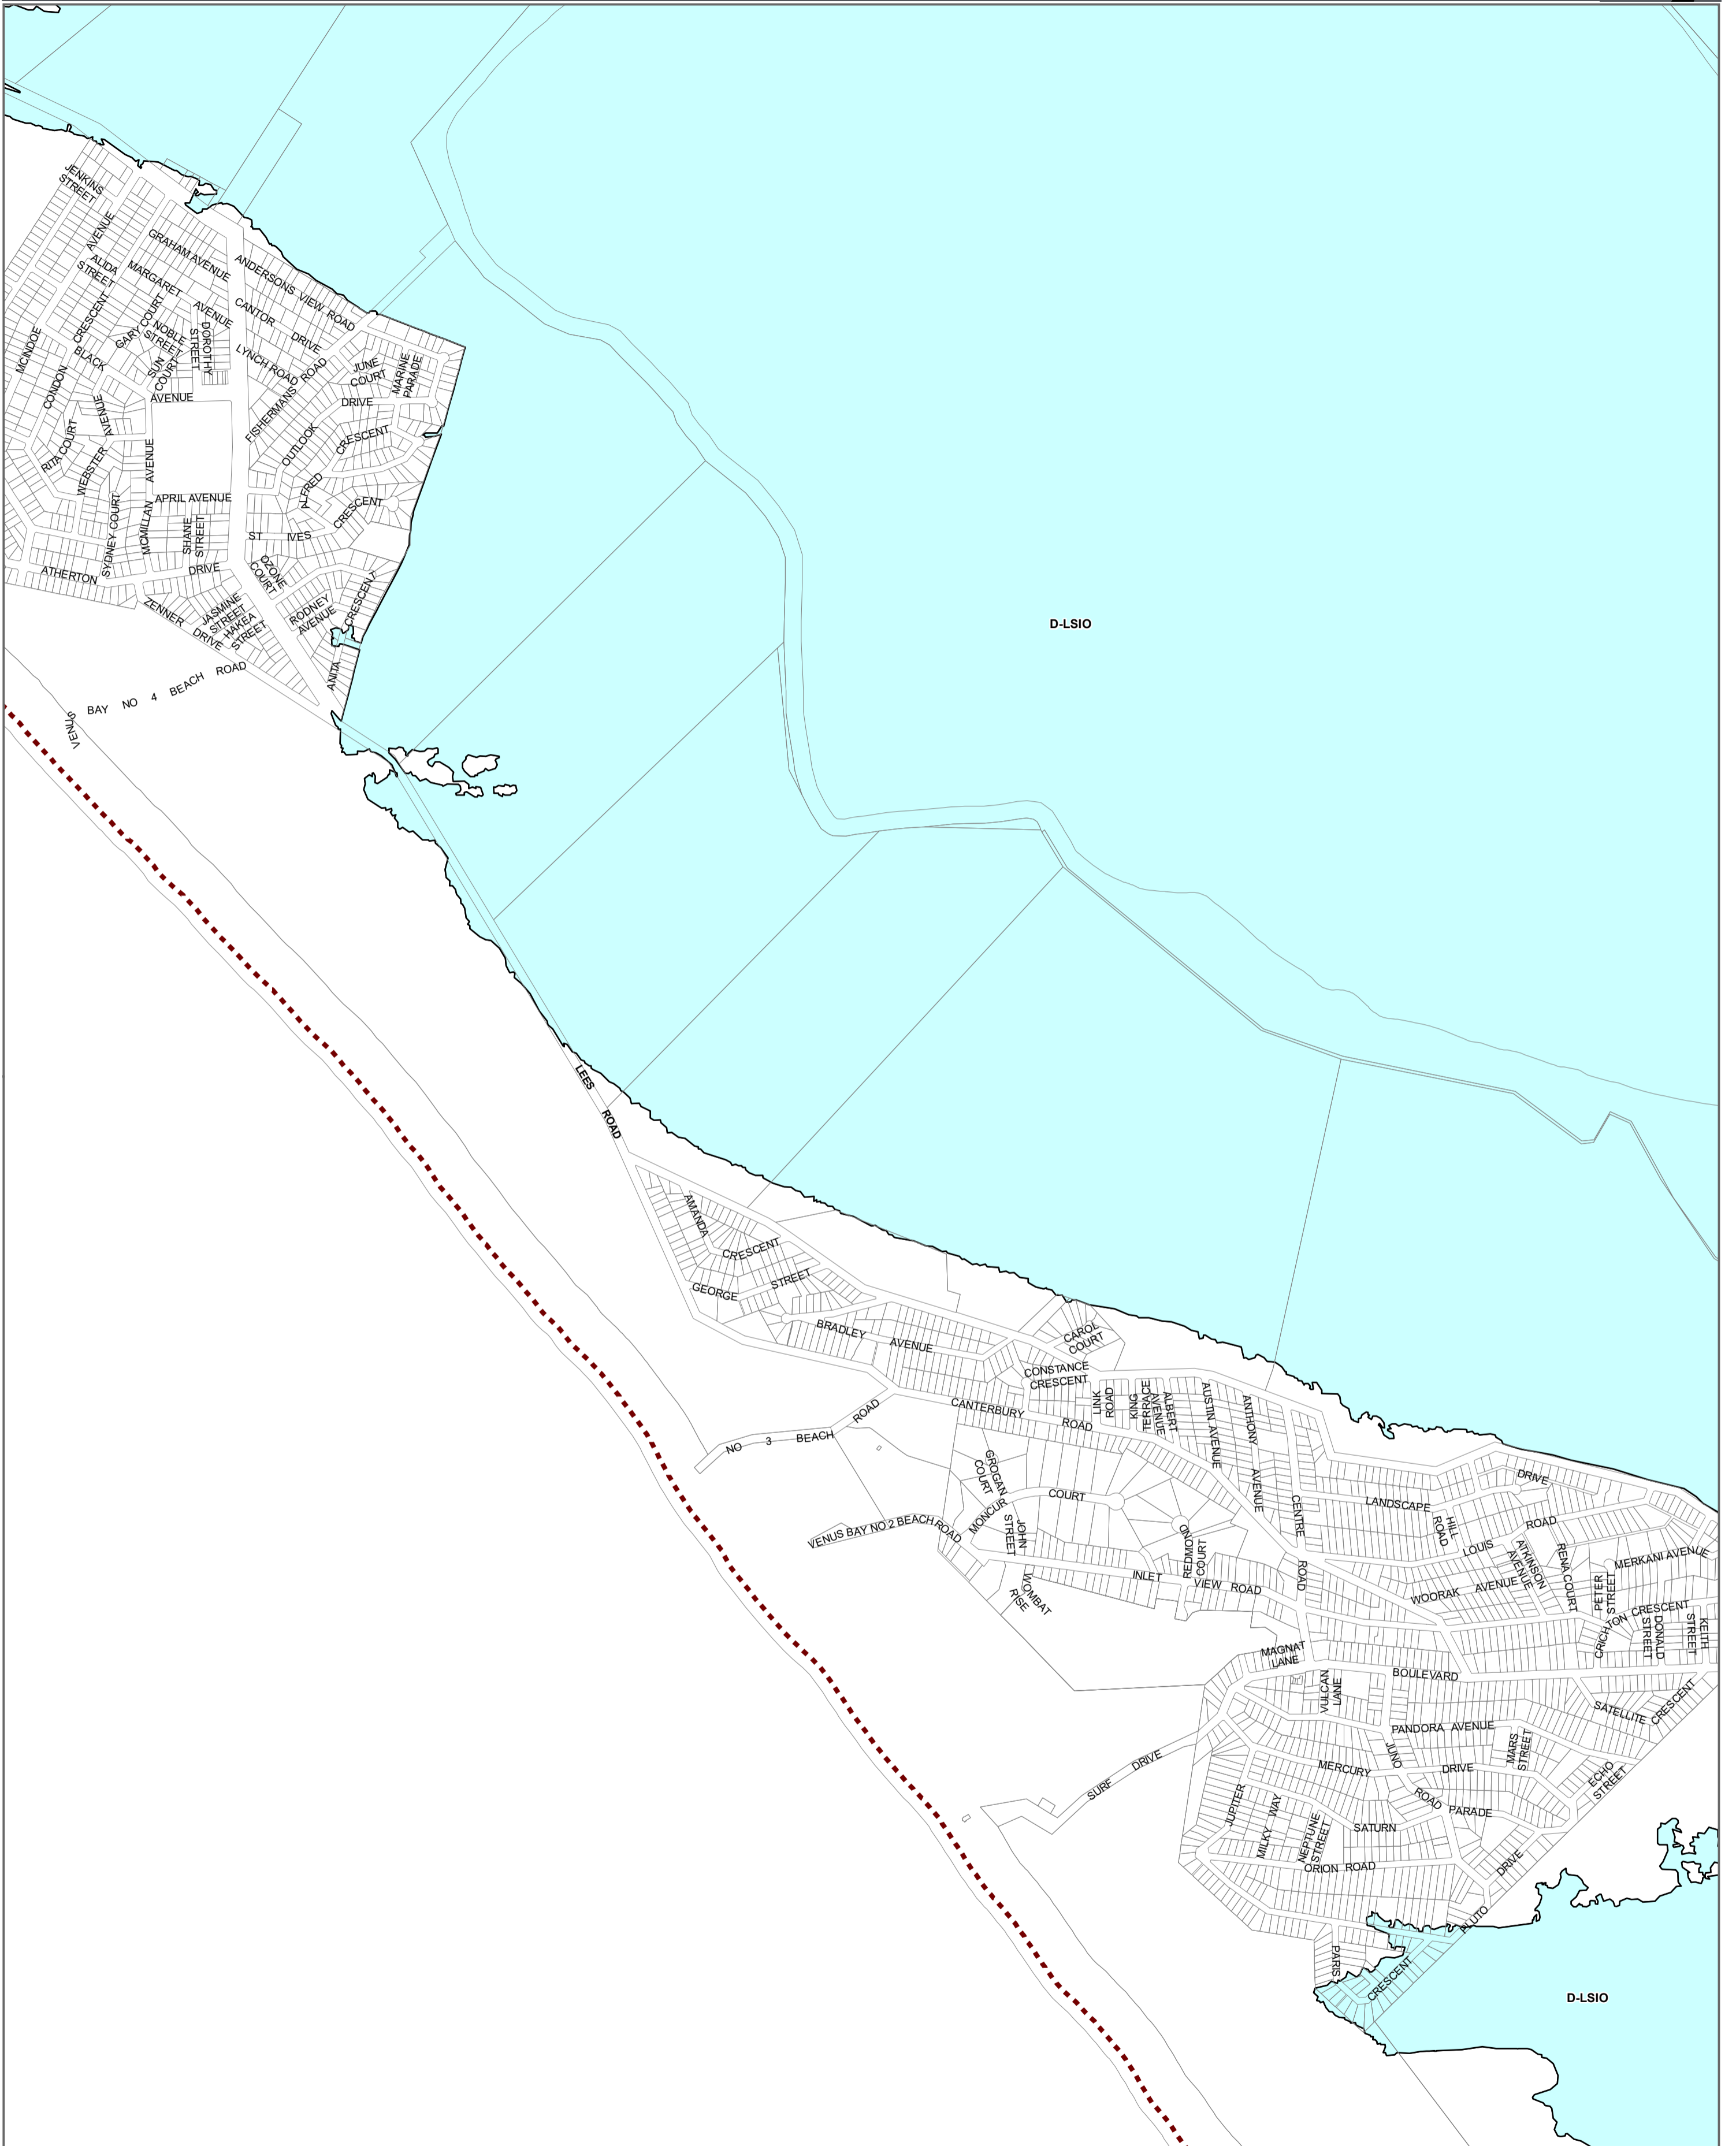 JENKINS
STREET
AVENUE
GRAHAM AVENUE
ANDERSONS VIEW ROAD
ALIDA
STREET
MARGARET
AVENUE
CANTOR
DRIVE
CRESCENT
GARY COURT
NOBLE
STREET
DOROTHY
STREET
SUN
COURT
LYNCH ROAD
FISHERMANS ROAD
JUNE
COURT
MARINE
PARADE
MCINDOE
BLACK
AVENUE
CONDON
AVENUE
DRIVE
OUTLOOK
CRESCENT
RITA COURT
WEBSTER
AVENUE
ALFRED
CRESCENT
APRIL AVENUE
SYDNEY COURT
MCMILLAN
SHANE
STREET
ST IVES
OZONE
COURT
ATHERTON
DRIVE
ZENNER
DRIVE
JASMINE
STREET
HAKEA
STREET
RODNEY
AVENUE
CRESCENT
ANITA
D-LSIO
VENUS BAY NO 4 BEACH ROAD
LEES
ROAD
AMANDA
CRESCENT
GEORGE
STREET
BRADLEY
AVENUE
CAROL
COURT
CONSTANCE
CRESCENT
LINK
ROAD
KING
TERRACE
ALBERT
AVENUE
AUSTIN AVENUE
ANTHONY
AVENUE
CANTERBURY
ROAD
NO 3 BEACH
ROAD
GROGAN
COURT
MONCUR
COURT
JOHN
STREET
VENUS BAY NO 2 BEACH ROAD
REDMOND
COURT
CENTRE
ROAD
LANDSCAPE
DRIVE
HILL
ROAD
LOUIS
ROAD
ATKINSON
AVENUE
RENA COURT
MERKANI AVENUE
PETER
STREET
WOORAK AVENUE
INLET
VIEW ROAD
WOMBAT
RISE
CRICHTON CRESCENT
DONALD
STREET
KEITH
STREET
MAGNAT
LANE
VULCAN
LANE
BOULEVARD
SATELLITE CRESCENT
PANDORA AVENUE
MARS
STREET
JUNO
ROAD
MERCURY
DRIVE
ECHO
STREET
SURF DRIVE
JUPITER
MILKY WAY
NEPTUNE
STREET
SATURN
PARADE
ORION ROAD
DRIVE
PLUTO
PARIS
CRESCENT
D-LSIO